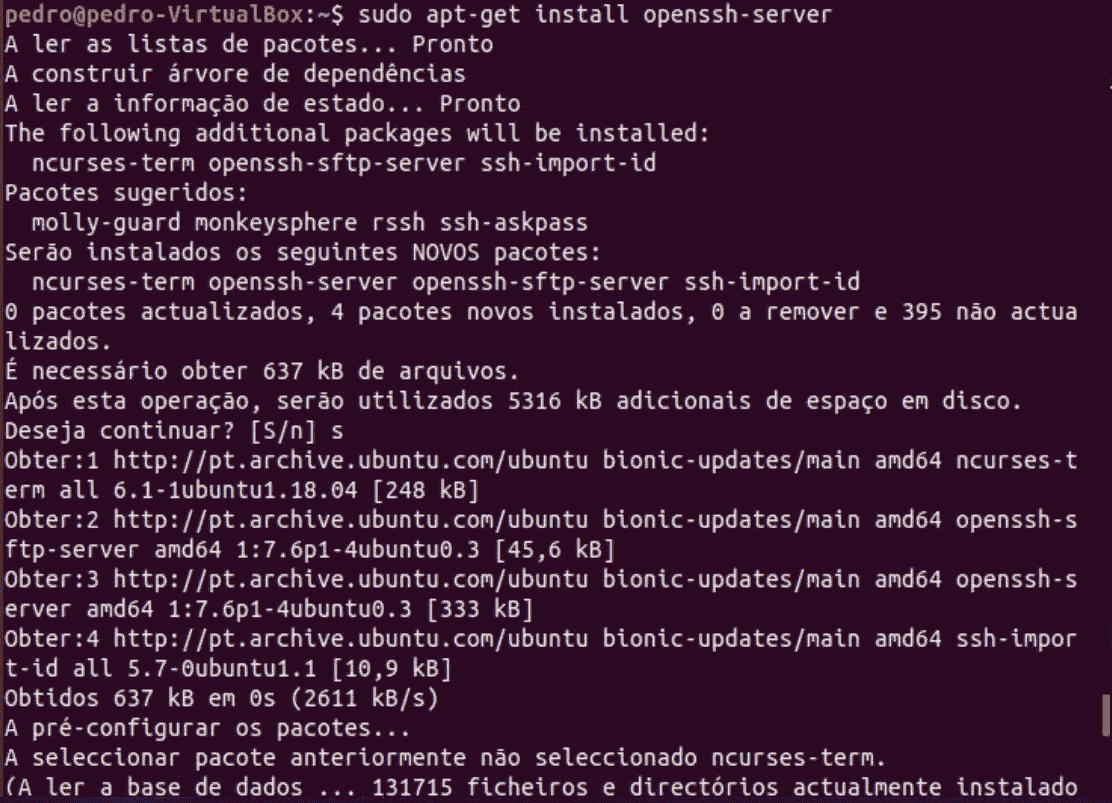 pedro@pedro-VirtualBox:~$ sudo apt-get install openssh-server
A ler as listas de pacotes... Pronto
A construir árvore de dependências
A ler a informação de estado... Pronto
The following additional packages will be installed:
  ncurses-term openssh-sftp-server ssh-import-id
Pacotes sugeridos:
  molly-guard monkeysphere rssh ssh-askpass
Serão instalados os seguintes NOVOS pacotes:
  ncurses-term openssh-server openssh-sftp-server ssh-import-id
0 pacotes actualizados, 4 pacotes novos instalados, 0 a remover e 395 não actua
lizados.
É necessário obter 637 kB de arquivos.
Após esta operação, serão utilizados 5316 kB adicionais de espaço em disco.
Deseja continuar? [S/n] s
Obter:1 http://pt.archive.ubuntu.com/ubuntu bionic-updates/main amd64 ncurses-t
erm all 6.1-1ubuntu1.18.04 [248 kB]
Obter:2 http://pt.archive.ubuntu.com/ubuntu bionic-updates/main amd64 openssh-s
ftp-server amd64 1:7.6p1-4ubuntu0.3 [45,6 kB]
Obter:3 http://pt.archive.ubuntu.com/ubuntu bionic-updates/main amd64 openssh-s
erver amd64 1:7.6p1-4ubuntu0.3 [333 kB]
Obter:4 http://pt.archive.ubuntu.com/ubuntu bionic-updates/main amd64 ssh-impor
t-id all 5.7-0ubuntu1.1 [10,9 kB]
Obtidos 637 kB em 0s (2611 kB/s)
A pré-configurar os pacotes...
A seleccionar pacote anteriormente não seleccionado ncurses-term.
(A ler a base de dados ... 131715 ficheiros e directórios actualmente instalado